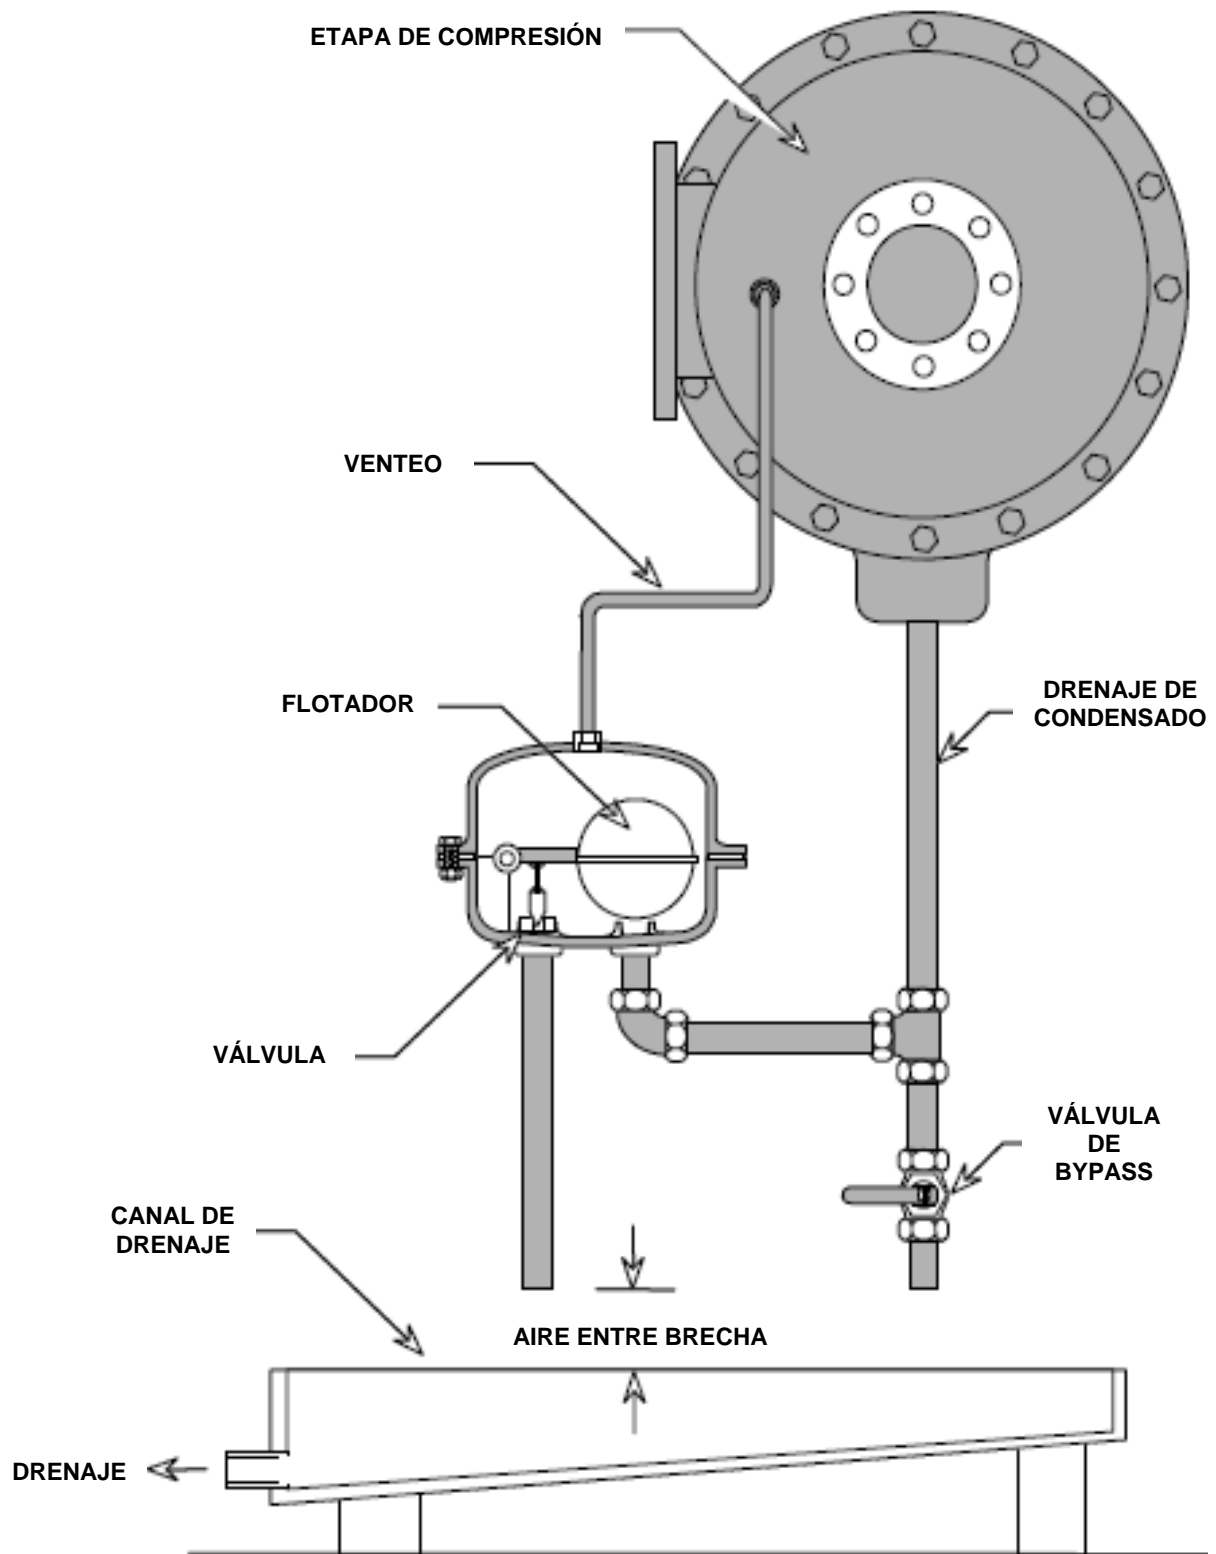 ETAPA DE COMPRESIÓN
VENTEO
FLOTADOR
DRENAJE DE
CONDENSADO
VÁLVULA
VÁLVULA
DE
BYPASS
CANAL DE
DRENAJE
AIRE ENTRE BRECHA
DRENAJE